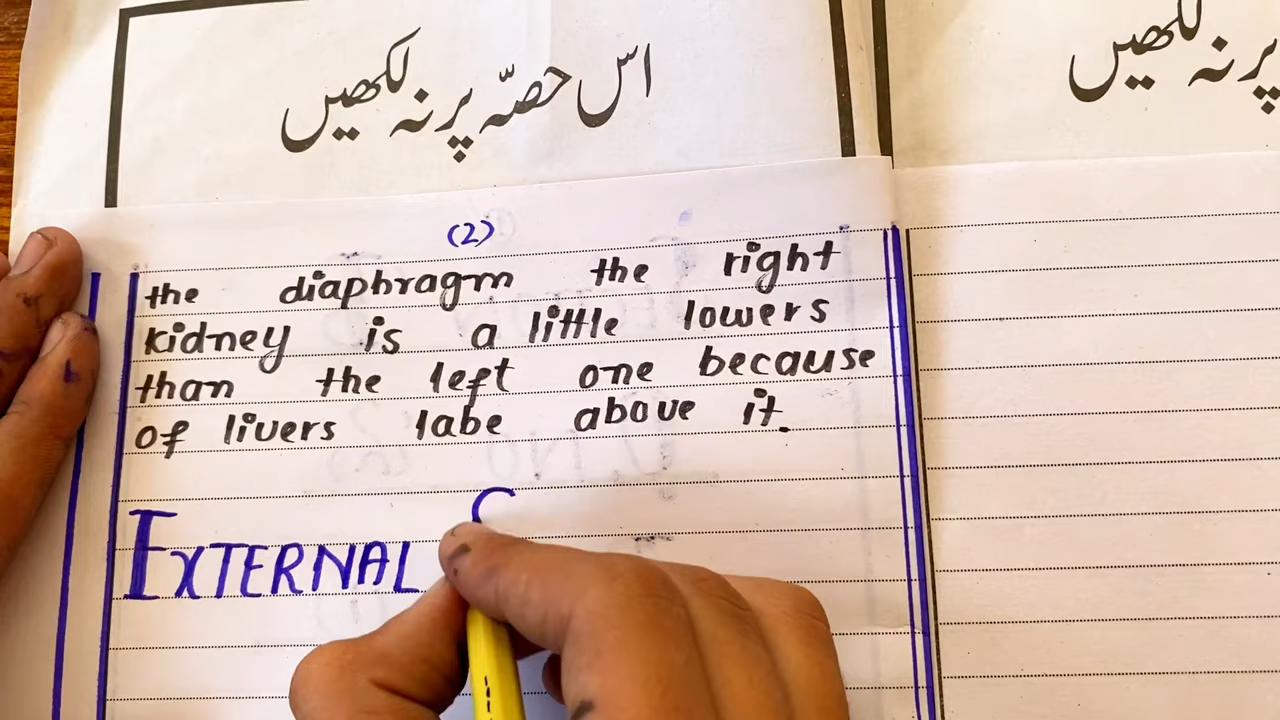 اس حصّہ پر نہ لکھیں
پر نہ لکھیں
(2)
the diaphragm the right
kidney is a little lowers
than the left one because
of livers labe above it.
EXTERNAL